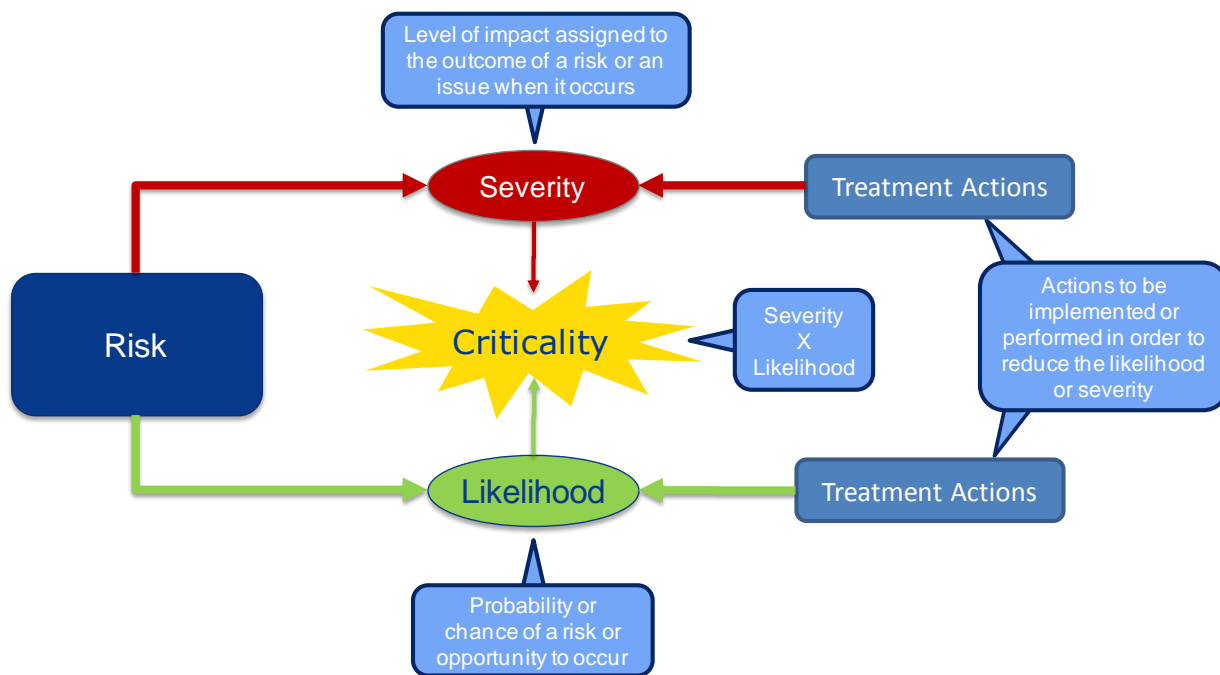 Level of impact assigned to
the outcome of a risk or an
issue when it occurs
Severity
Treatment Actions
Risk
Criticality
Severity
X
Likelihood
Actions to be
implemented or
performed in order to
reduce the likelihood
or severity
Likelihood
Treatment Actions
Probability or
chance of a risk or
opportunity to occur